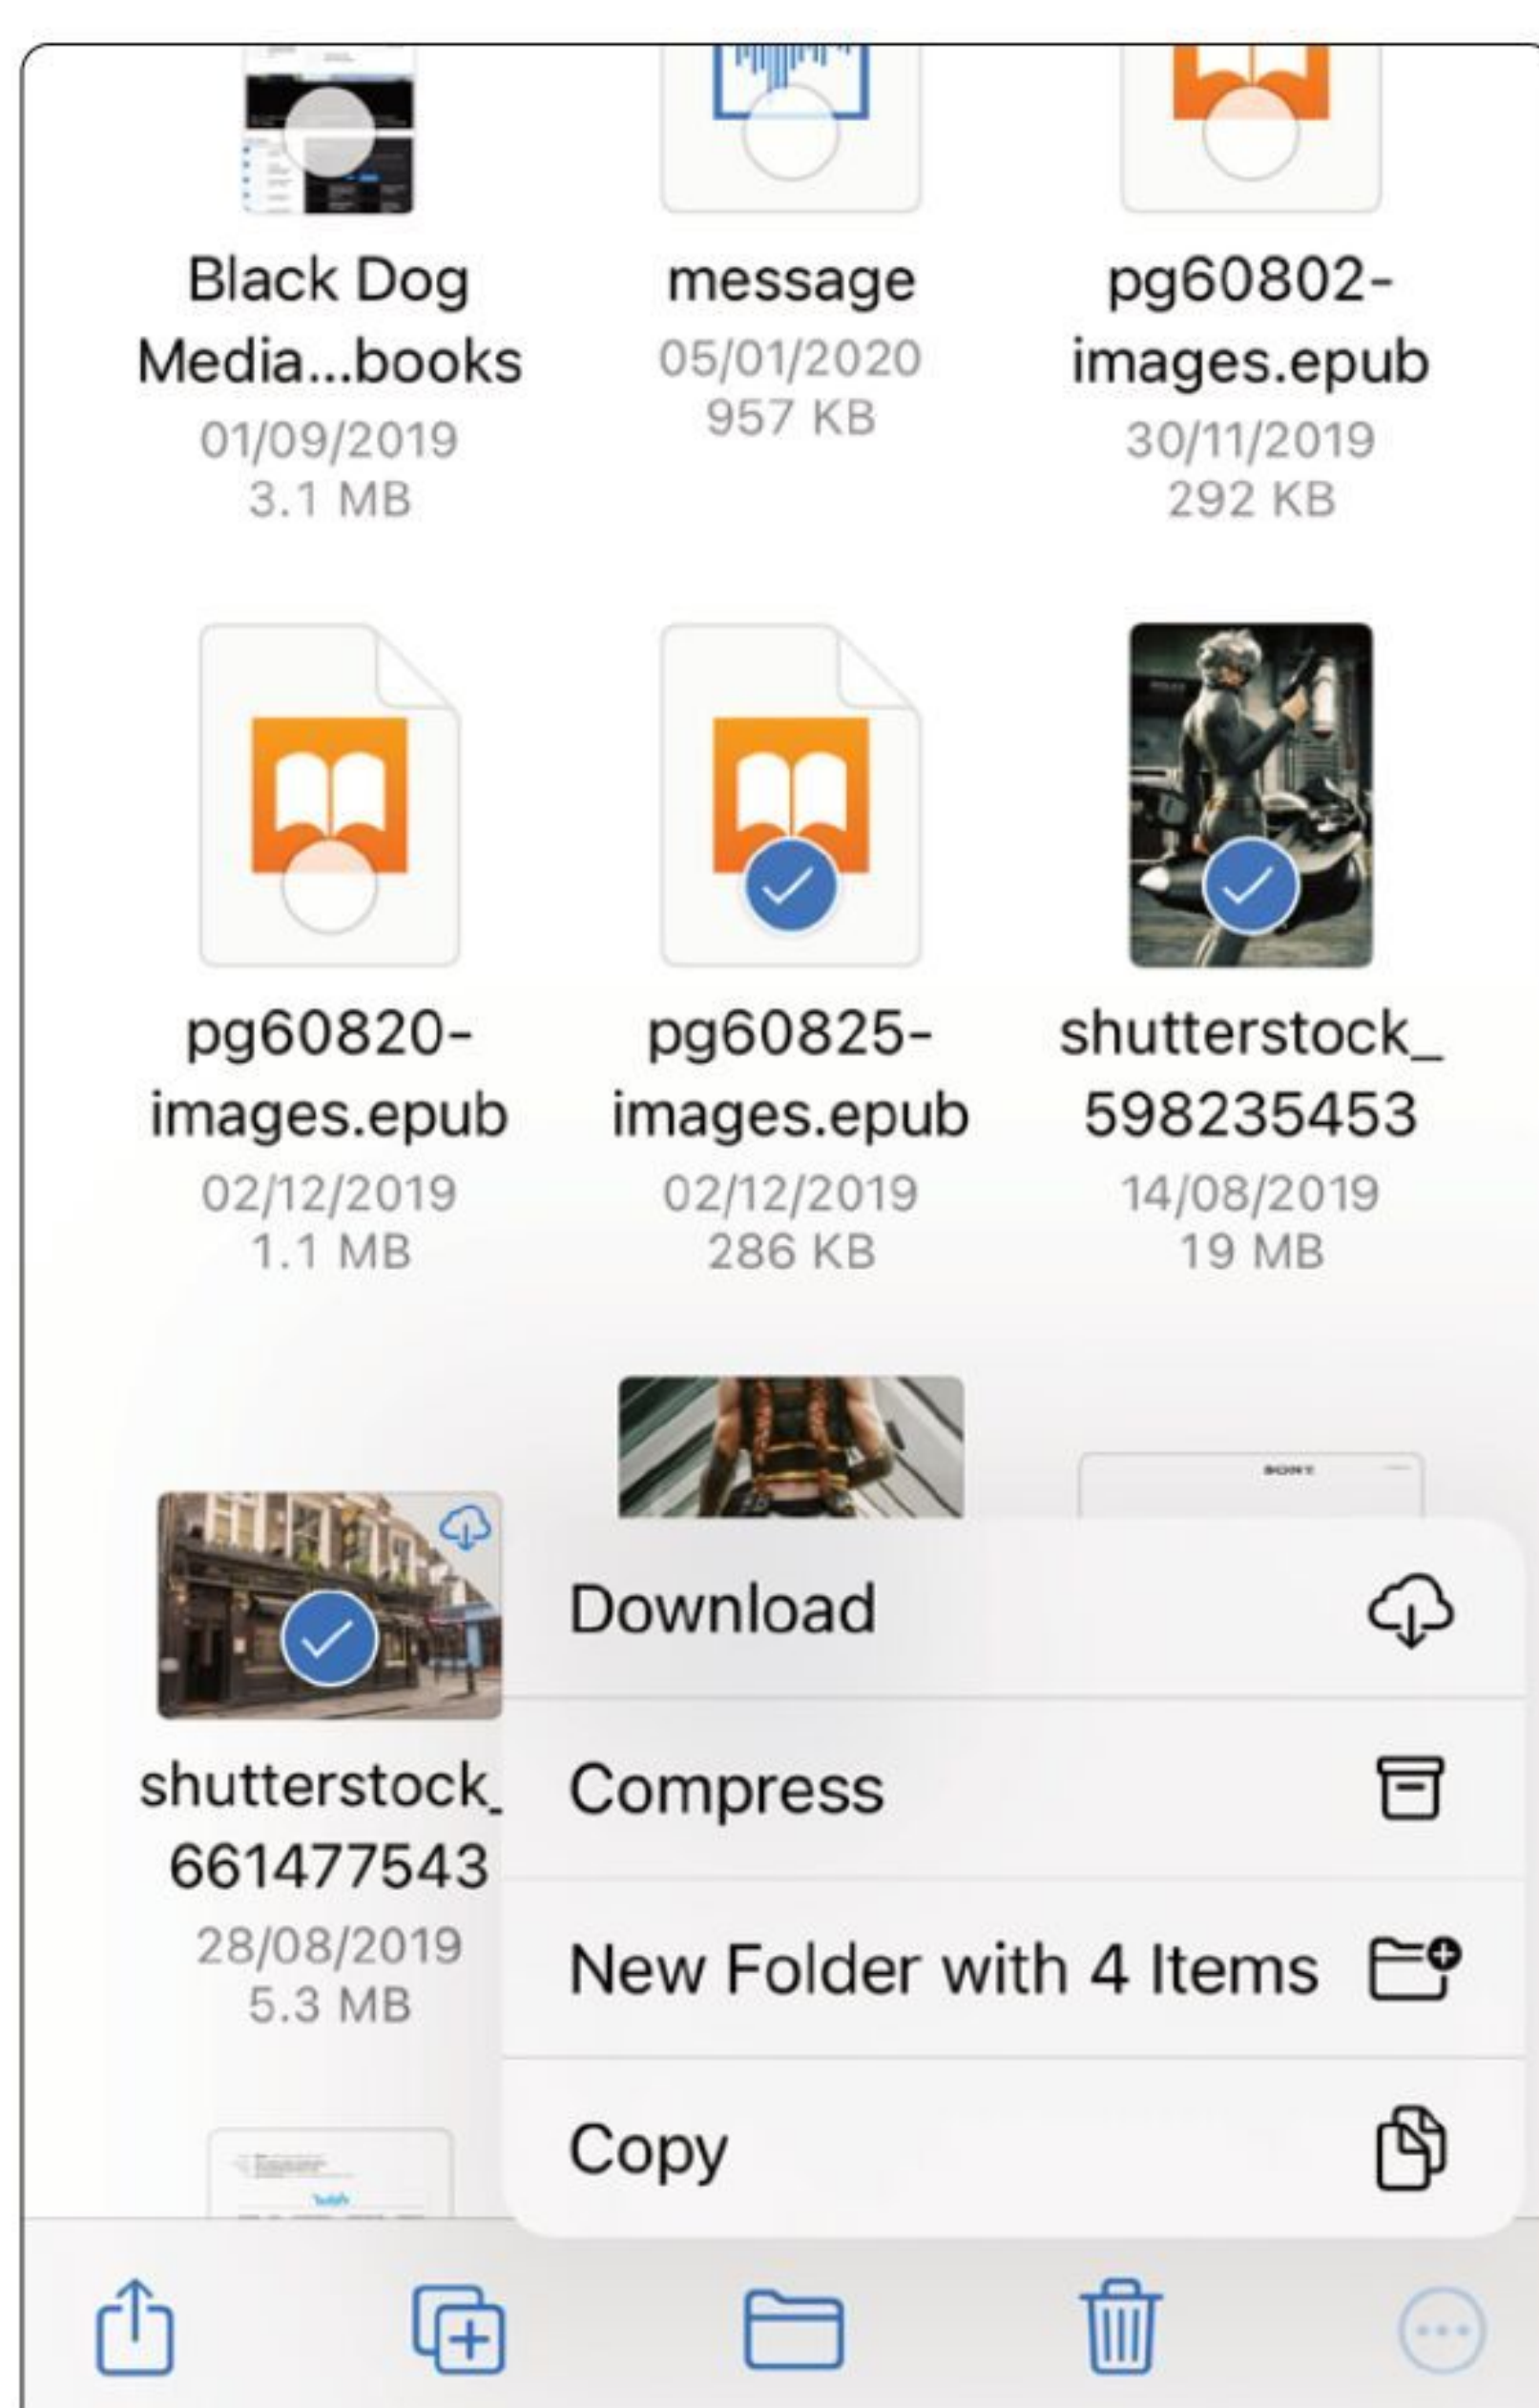 Black Dog
Media...books
01/09/2019
3.1 MB
message
05/01/2020
957 KB
pg60802-
images.epub
30/11/2019
292 KB
pg60820-
images.epub
02/12/2019
1.1 MB
pg60825-
images.epub
02/12/2019
286 KB
shutterstock_
598235453
14/08/2019
19 MB
shutterstock_
661477543
28/08/2019
5.3 MB
SONY
Download
Compress
New Folder with 4 Items
Copy